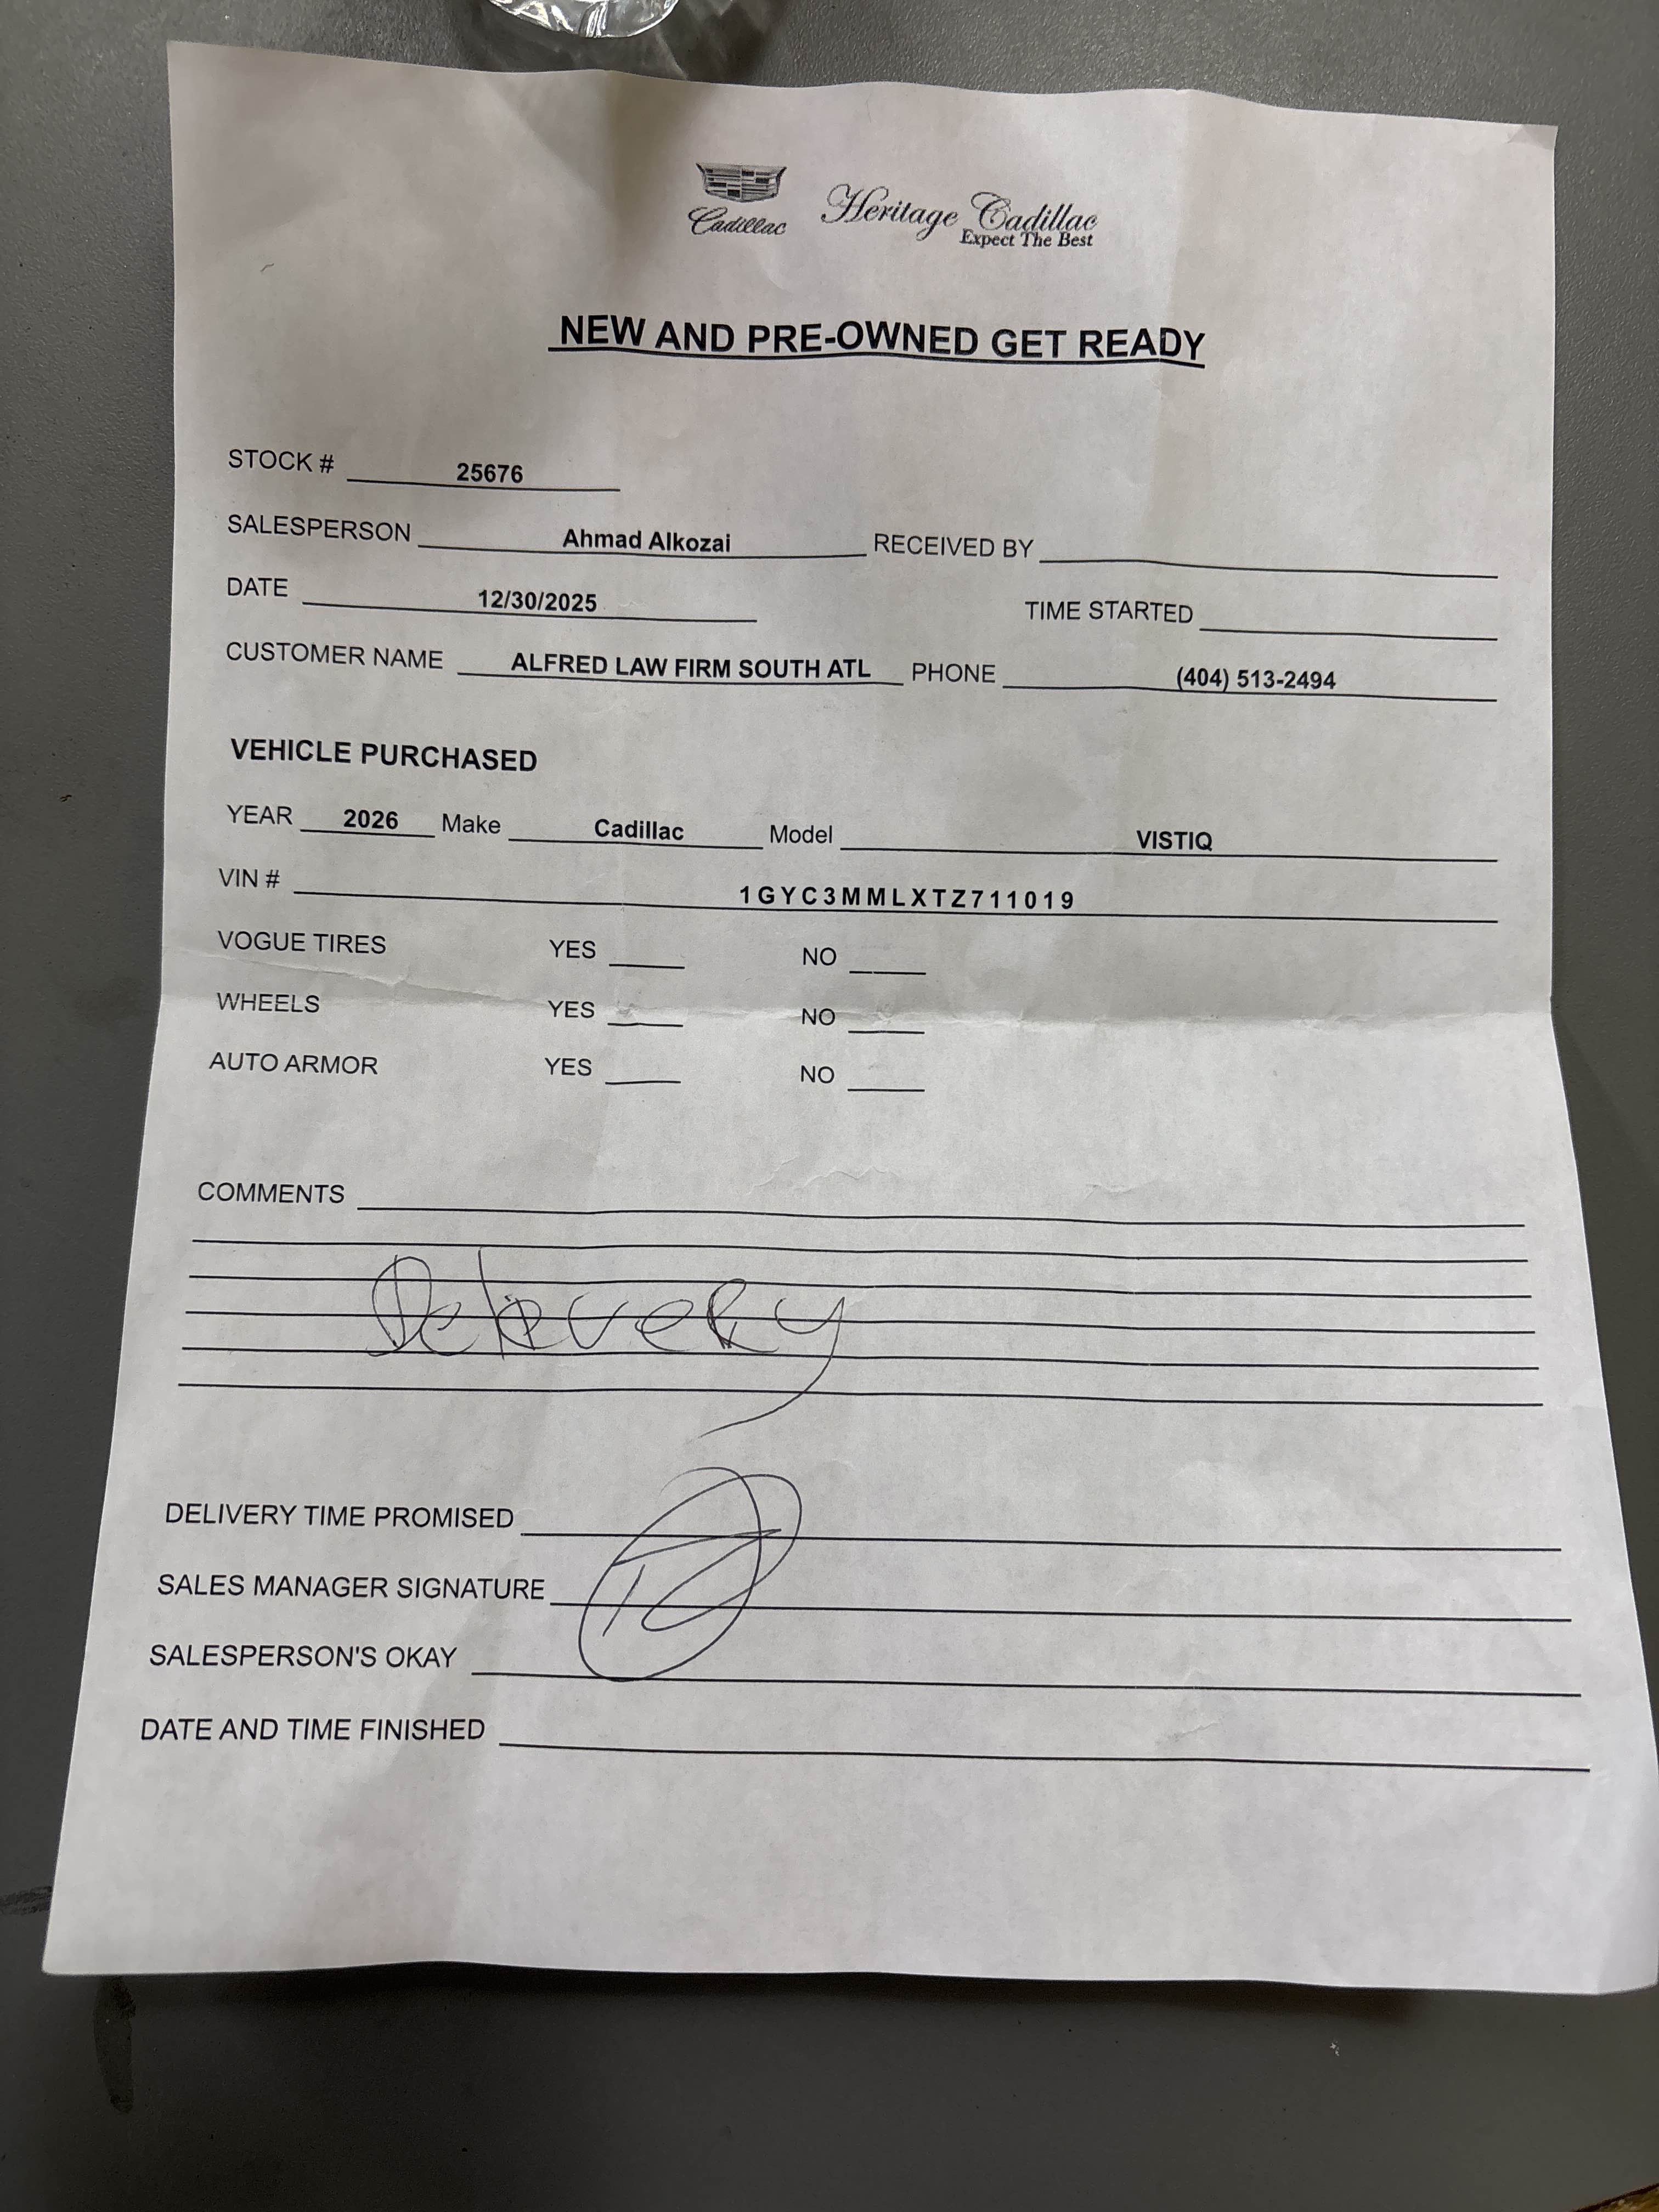 Cadillac Heritage Cadillac
Expect The Best
NEW AND PRE-OWNED GET READY
STOCK # 25676
SALESPERSON Ahmad Alkozai RECEIVED BY
DATE 12/30/2025 TIME STARTED
CUSTOMER NAME ALFRED LAW FIRM SOUTH ATL PHONE (404) 513-2494
VEHICLE PURCHASED
YEAR 2026 Make Cadillac Model VISTIQ
VIN # 1GYC3MMLXTZ711019
VOGUE TIRES YES NO
WHEELS YES NO
AUTO ARMOR YES NO
COMMENTS
Delevery
DELIVERY TIME PROMISED
SALES MANAGER SIGNATURE
SALESPERSON'S OKAY
DATE AND TIME FINISHED